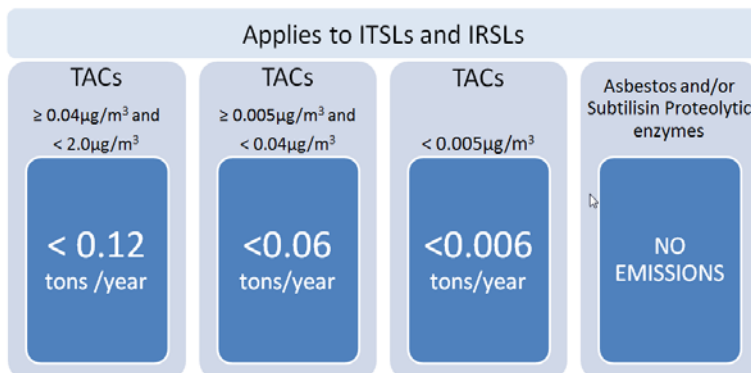 Applies to ITSLs and IRSLs
TACs
≥ 0.04µg/m³ and
< 2.0µg/m³
< 0.12
tons /year
TACs
≥ 0.005µg/m³ and
< 0.04µg/m³
<0.06
tons/year
TACs
< 0.005µg/m³
<0.006
tons/year
Asbestos and/or
Subtilisin Proteolytic
enzymes
NO
EMISSIONS